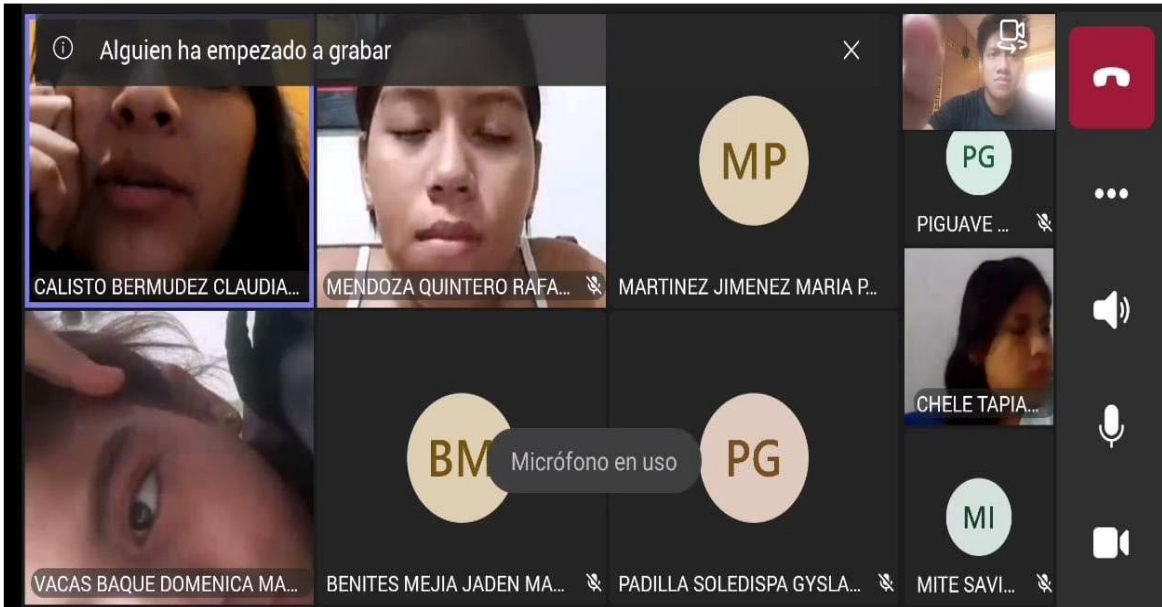 Alguien ha empezado a grabar
CALISTO BERMUDEZ CLAUDIA...
MENDOZA QUINTERO RAFA...
MP
MARTINEZ JIMENEZ MARIA P...
PG
PIGUAVE ...
CHELE TAPIA...
VACAS BAQUE DOMENICA MA...
BM
BENITES MEJIA JADEN MA...
Micrófono en uso
PG
PADILLA SOLEDISPA GYSLA...
MI
MITE SAVI...